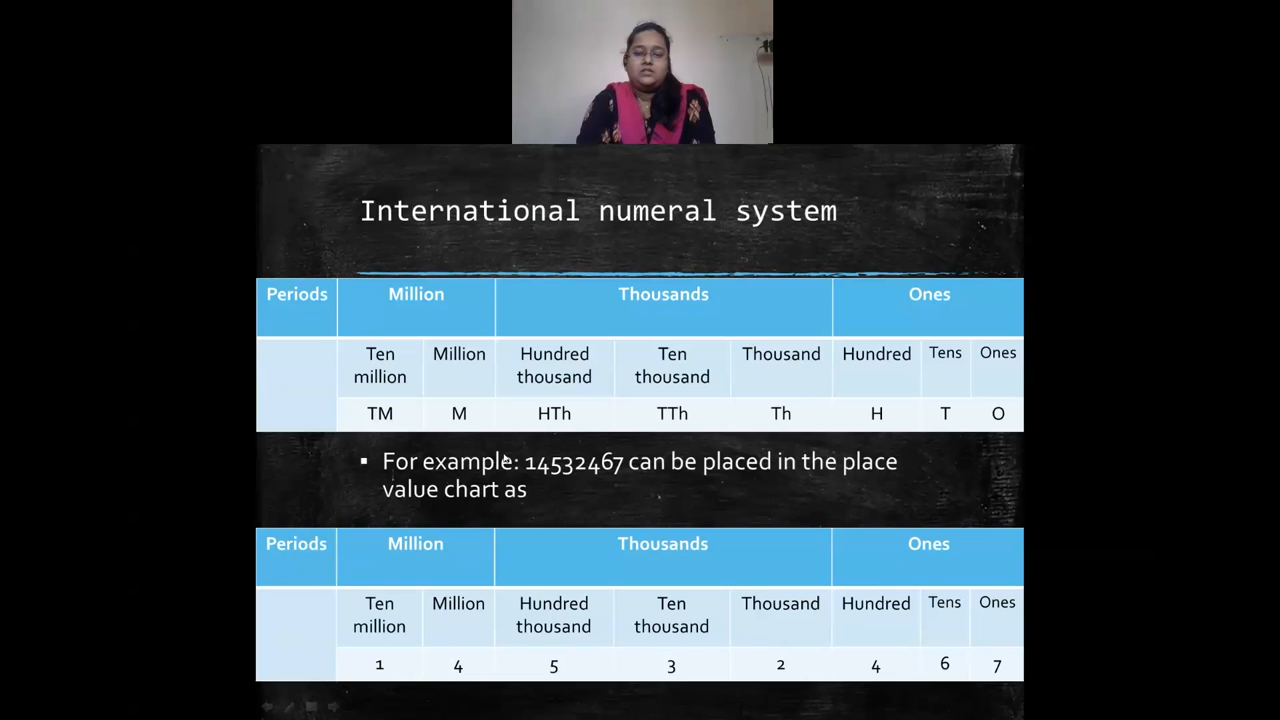 International numeral system
Periods Million Thousands Ones
Ten million Million Hundred thousand Ten thousand Thousand Hundred Tens Ones
TM M HTh TTh Th H T O
▪ For example: 14532467 can be placed in the place
value chart as
Periods Million Thousands Ones
Ten million Million Hundred thousand Ten thousand Thousand Hundred Tens Ones
1 4 5 3 2 4 6 7